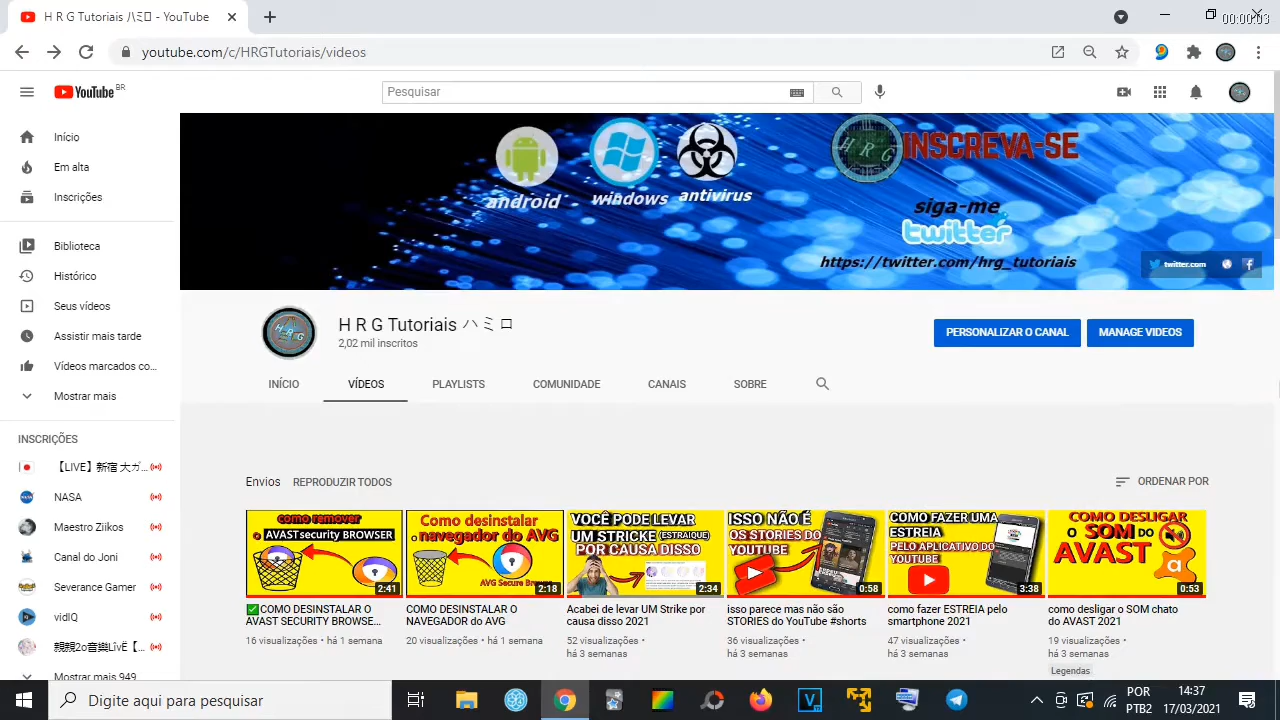 H R G Tutoriais ハミロ - YouTube
00:00:03
youtube.com/c/HRGTutoriais/videos
YouTube BR
Pesquisar
android
windows
antivirus
HRG
INSCREVA-SE
siga-me
twitter
https://twitter.com/hrg_tutoriais
twitter.com
Início
Em alta
Inscrições
Biblioteca
Histórico
Seus vídeos
Assistir mais tarde
Vídeos marcados co...
Mostrar mais
INSCRIÇÕES
【LIVE】新宿 大ガ...
NASA
Maestro Ziikos
Canal do Joni
Severance Gamer
vidIQ
Mostrar mais 949
HRG
H R G Tutoriais ハミロ
2,02 mil inscritos
PERSONALIZAR O CANAL
MANAGE VIDEOS
INÍCIO
VÍDEOS
PLAYLISTS
COMUNIDADE
CANAIS
SOBRE
Envios
REPRODUZIR TODOS
ORDENAR POR
como remover
o AVAST security BROWSER
2:41
✅COMO DESINSTALAR O
AVAST SECURITY BROWSE...
16 visualizações • há 1 semana
Como desinstalar
o navegador do AVG
AVG Secure Browser
2:18
COMO DESINSTALAR O
NAVEGADOR do AVG
20 visualizações • há 1 semana
VOCÊ PODE LEVAR
UM STRICKE (ESTRAIQUE)
POR CAUSA DISSO
2:34
Acabei de levar UM Strike por
causa disso 2021
52 visualizações •
há 3 semanas
ISSO NÃO É
OS STORIES DO
YOUTUBE
0:58
isso parece mas não são
STORIES do YouTube #shorts
36 visualizações •
há 3 semanas
COMO FAZER UMA
ESTREIA
PELO APLICATIVO DO
YOUTUBE
3:38
como fazer ESTREIA pelo
smartphone 2021
47 visualizações •
há 3 semanas
COMO DESLIGAR
O SOM DO
AVAST
0:53
como desligar o SOM chato
do AVAST 2021
19 visualizações •
há 3 semanas
Legendas
Digite aqui para pesquisar
POR
PTB2
14:37
17/03/2021